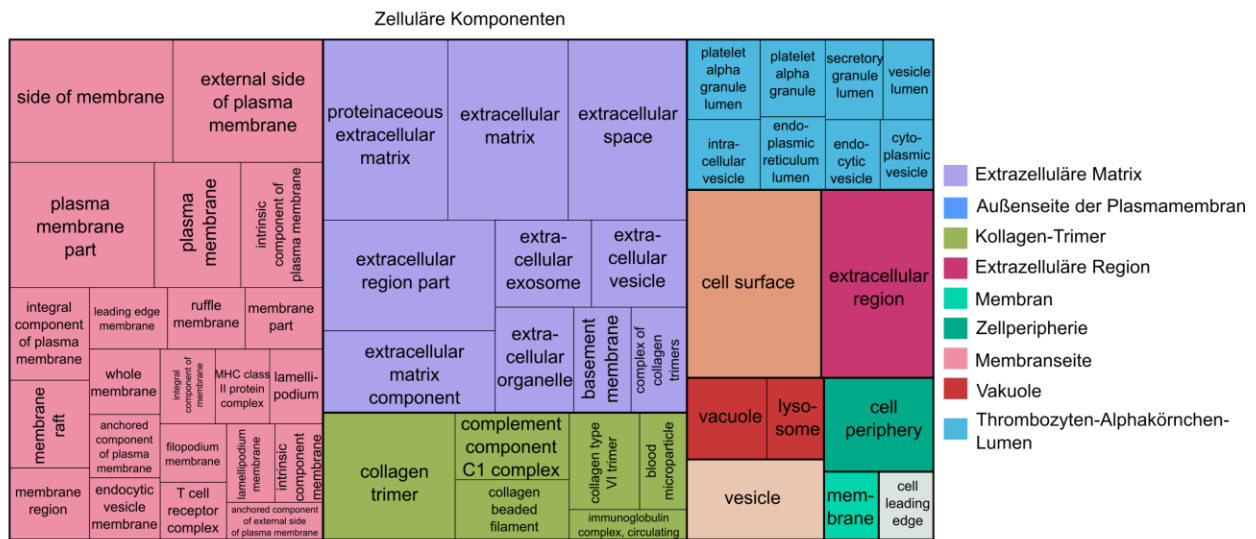 Zelluläre Komponenten
side of membrane
external side
of plasma
membrane
plasma
membrane
part
plasma
membrane
intrinsic
component of
plasma membrane
integral
component
of plasma
membrane
leading edge
membrane
ruffle
membrane
membrane
part
whole
membrane
integral
component of
membrane
MHC class
II protein
complex
lamelli-
podium
membrane
raft
anchored
component
of plasma
membrane
filopodium
membrane
lamellipodium
membrane
intrinsic
component
membrane
membrane
region
endocytic
vesicle
membrane
T cell
receptor
complex
anchored component
of external side
of plasma membrane
proteinaceous
extracellular
matrix
extracellular
matrix
extracellular
space
extracellular
region part
extra-
cellular
exosome
extra-
cellular
vesicle
extracellular
matrix
component
extra-
cellular
organelle
basement
membrane
complex of
collagen
trimers
collagen
trimer
complement
component
C1 complex
collagen
beaded
filament
collagen type
VI trimer
blood
microparticle
immunoglobulin
complex, circulating
platelet
alpha
granule
lumen
platelet
alpha
granule
secretory
granule
lumen
vesicle
lumen
intra-
cellular
vesicle
endo-
plasmic
reticulum
lumen
endo-
cytic
vesicle
cyto-
plasmic
vesicle
cell surface
extracellular
region
vacuole
lyso-
some
cell
periphery
vesicle
mem-
brane
cell
leading
edge
Extrazelluläre Matrix
Außenseite der Plasmamembran
Kollagen-Trimer
Extrazelluläre Region
Membran
Zellperipherie
Membranseite
Vakuole
Thrombozyten-Alphakörnchen-
Lumen